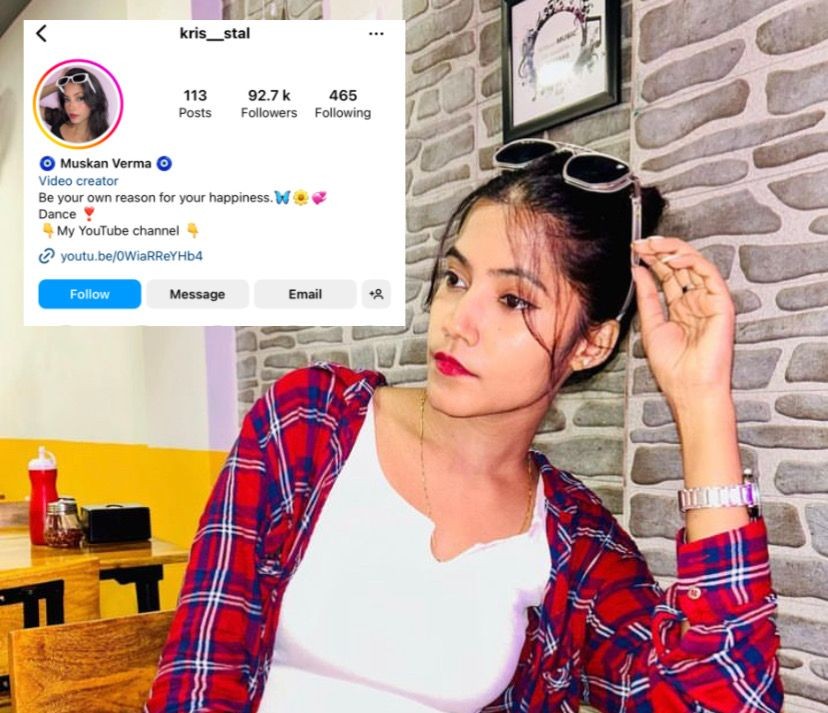 kris__stal
113
92.7 k
465
Posts
Followers
Following
🧿 Muskan Verma 🧿
Video creator
Be your own reason for your happiness.🦋🌼💞
Dance ❣️
👇My YouTube channel 👇
youtu.be/0WiaRReYHb4
Follow
Message
Email
MUSIC